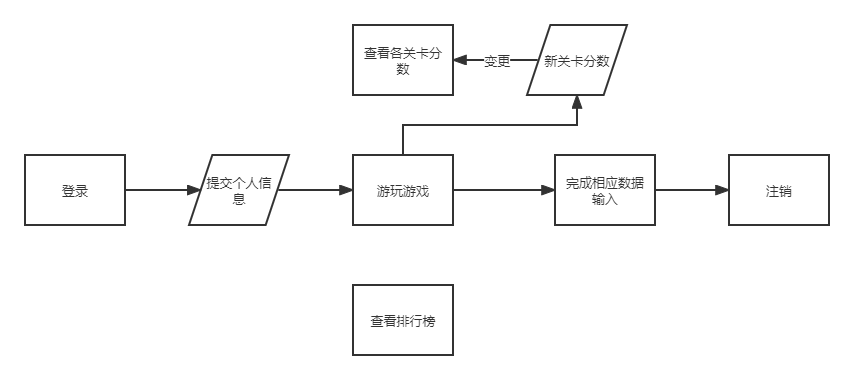 查看各关卡分
数
变更
新关卡分数
登录
提交个人信
息
游玩游戏
完成相应数据
输入
注销
查看排行榜